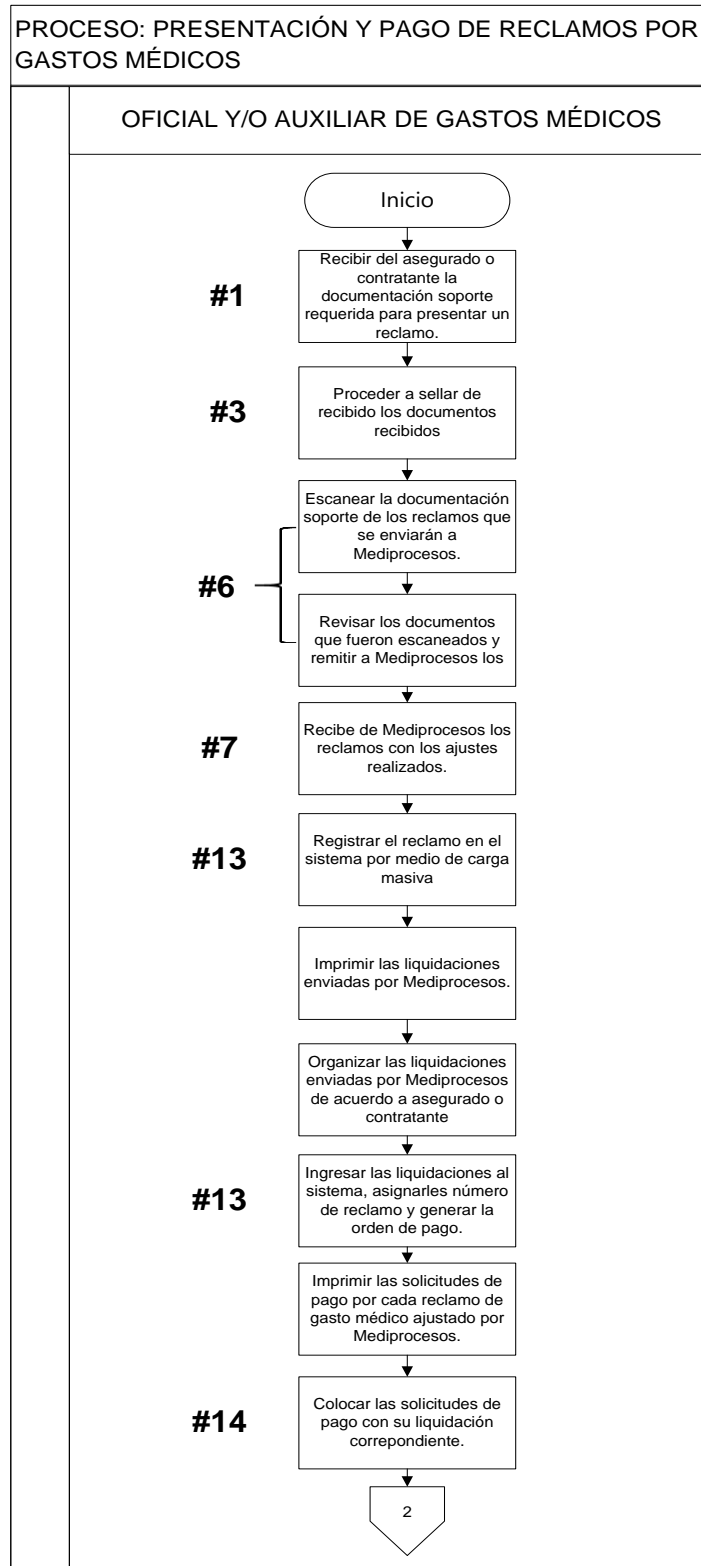 PROCESO: PRESENTACIÓN Y PAGO DE RECLAMOS POR
GASTOS MÉDICOS
OFICIAL Y/O AUXILIAR DE GASTOS MÉDICOS
Inicio
#1
Recibir del asegurado o
contratante la
documentación soporte
requerida para presentar un
reclamo.
#3
Proceder a sellar de
recibido los documentos
recibidos
#6
Escanear la documentación
soporte de los reclamos que
se enviarán a
Mediprocesos.
Revisar los documentos
que fueron escaneados y
remitir a Mediprocesos los
#7
Recibe de Mediprocesos los
reclamos con los ajustes
realizados.
#13
Registrar el reclamo en el
sistema por medio de carga
masiva
Imprimir las liquidaciones
enviadas por Mediprocesos.
Organizar las liquidaciones
enviadas por Mediprocesos
de acuerdo a asegurado o
contratante
#13
Ingresar las liquidaciones al
sistema, asignarles número
de reclamo y generar la
orden de pago.
Imprimir las solicitudes de
pago por cada reclamo de
gasto médico ajustado por
Mediprocesos.
#14
Colocar las solicitudes de
pago con su liquidación
correpondiente.
2